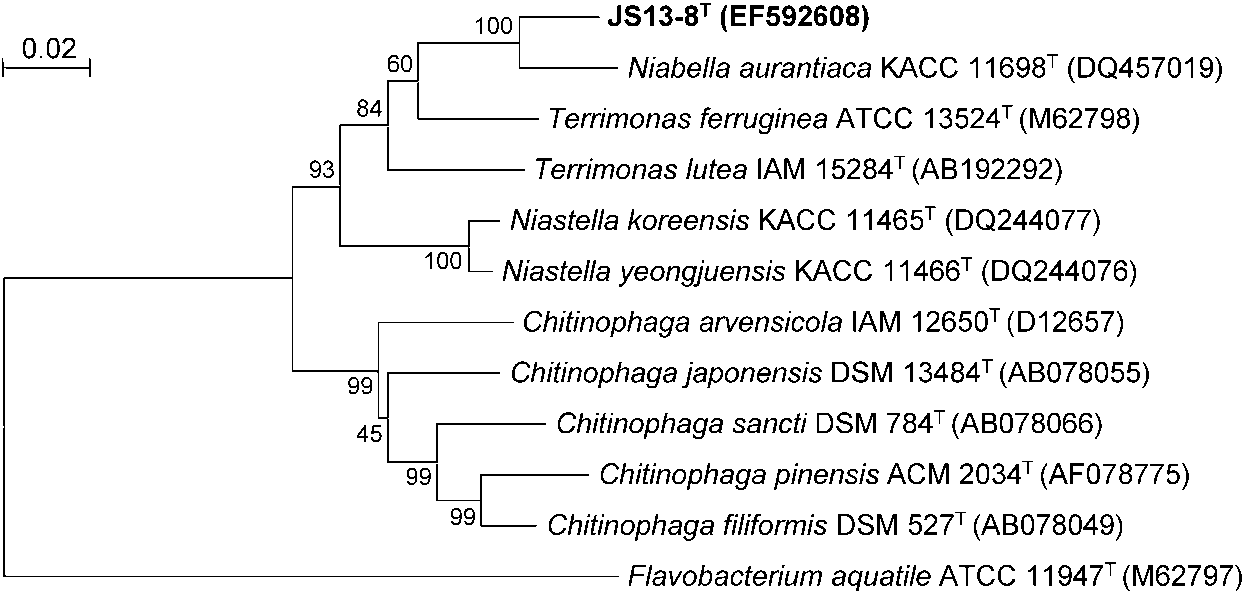 0.02
100
JS13-8ᵀ (EF592608)
Niabella aurantiaca KACC 11698ᵀ (DQ457019)
60
Terrimonas ferruginea ATCC 13524ᵀ (M62798)
84
Terrimonas lutea IAM 15284ᵀ (AB192292)
93
Niastella koreensis KACC 11465ᵀ (DQ244077)
100
Niastella yeongjuensis KACC 11466ᵀ (DQ244076)
Chitinophaga arvensicola IAM 12650ᵀ (D12657)
99
Chitinophaga japonensis DSM 13484ᵀ (AB078055)
45
Chitinophaga sancti DSM 784ᵀ (AB078066)
99
Chitinophaga pinensis ACM 2034ᵀ (AF078775)
99
Chitinophaga filiformis DSM 527ᵀ (AB078049)
Flavobacterium aquatile ATCC 11947ᵀ (M62797)